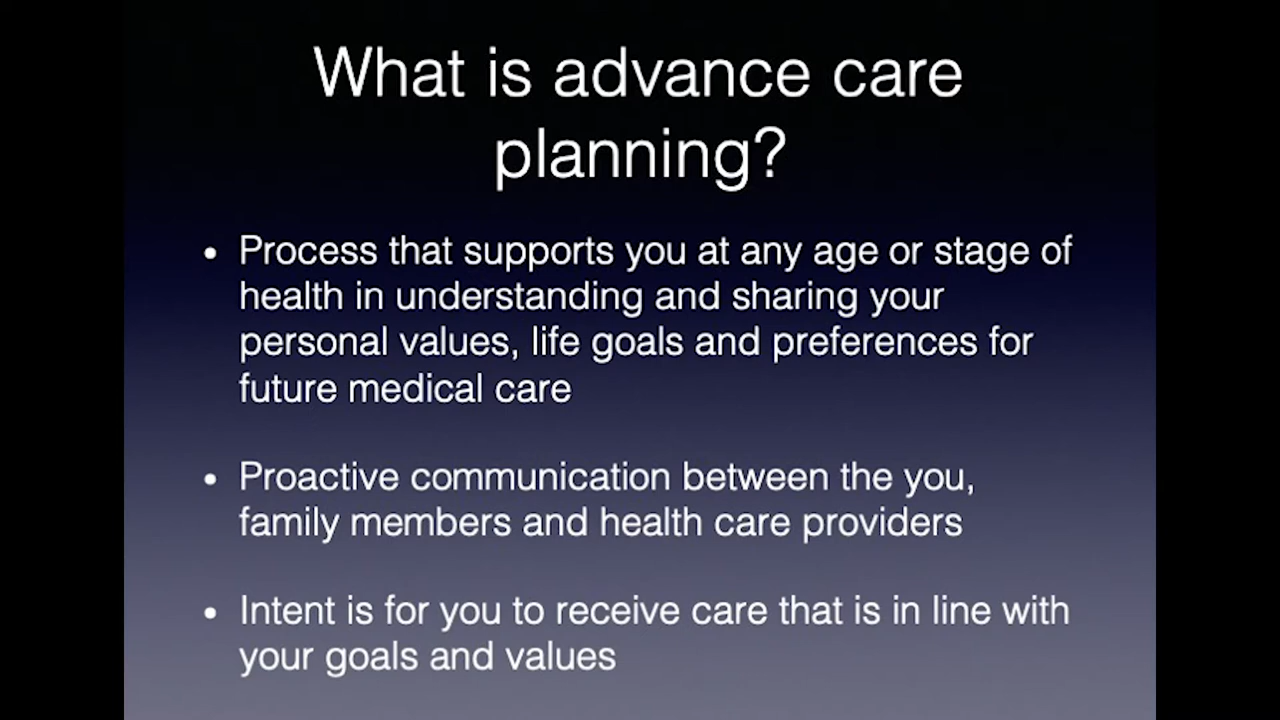 What is advance care
planning?
• Process that supports you at any age or stage of
health in understanding and sharing your
personal values, life goals and preferences for
future medical care
• Proactive communication between the you,
family members and health care providers
• Intent is for you to receive care that is in line with
your goals and values